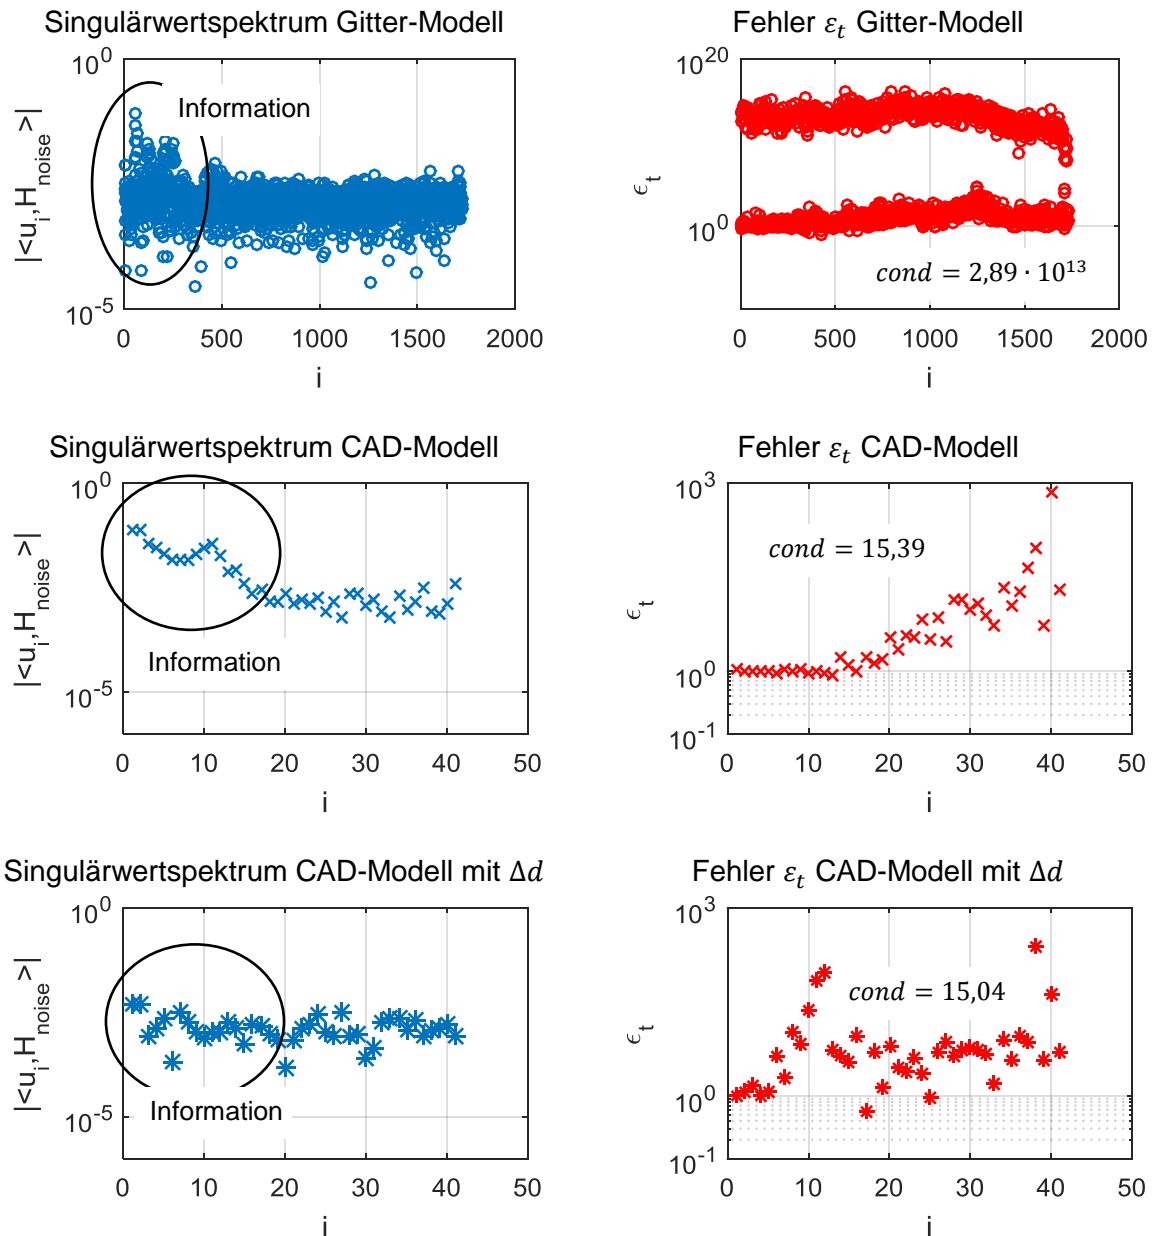 Singulärwertspektrum Gitter-Modell
10^0
Information
|<u_i,H_noise>|
10^-5
0 500 1000 1500 2000
i
Fehler ε_t Gitter-Modell
10^20
ϵ_t
10^0
cond = 2,89 · 10^13
0 500 1000 1500 2000
i
Singulärwertspektrum CAD-Modell
10^0
|<u_i,H_noise>|
Information
10^-5
0 10 20 30 40 50
i
Fehler ε_t CAD-Modell
10^3
cond = 15,39
ϵ_t
10^0
10^-1
0 10 20 30 40 50
i
Singulärwertspektrum CAD-Modell mit Δd
10^0
|<u_i,H_noise>|
Information
10^-5
0 10 20 30 40 50
i
Fehler ε_t CAD-Modell mit Δd
10^3
cond = 15,04
ϵ_t
10^0
10^-1
0 10 20 30 40 50
i